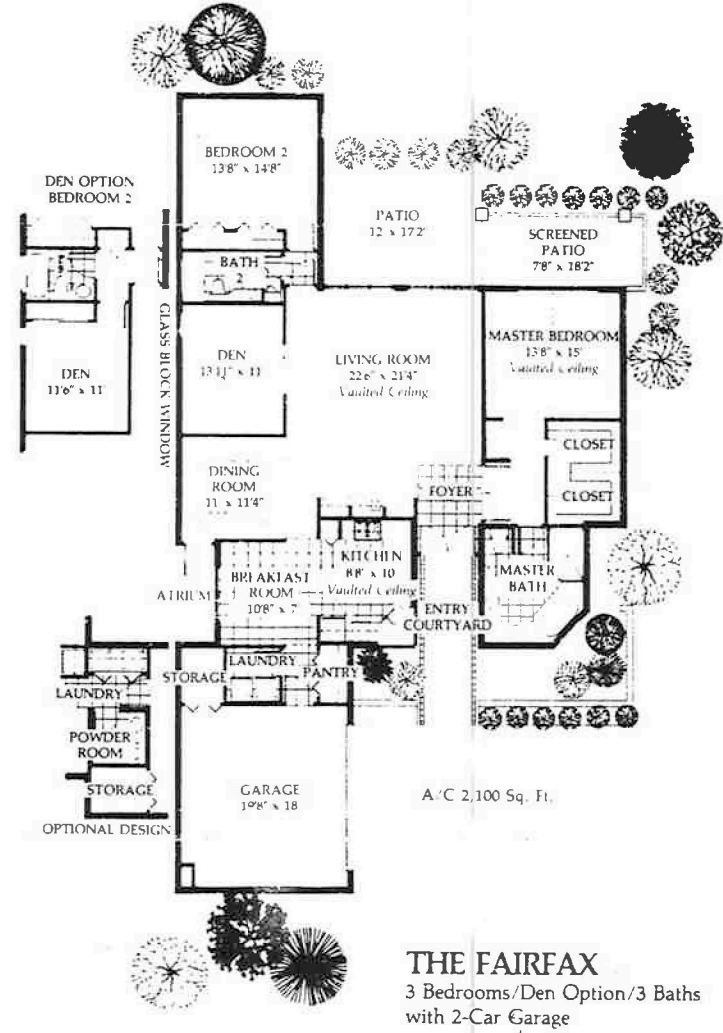 BEDROOM 2
13'8" x 14'8"
DEN OPTION
BEDROOM 2
PATIO
12 x 17'2"
SCREENED
PATIO
7'8" x 18'2"
BATH
2
GLASS BLOCK WINDOW
DEN
11'6" x 11'
DEN
x 11'
LIVING ROOM
22'6" x 21'4"
Vaulted Ceiling
MASTER BEDROOM
13'8" x 15'
Vaulted Ceiling
CLOSET
CLOSET
DINING
ROOM
11 x 11'4"
FOYER
KITCHEN
8'8" x 10
Vaulted Ceiling
MASTER
BATH
ATRIUM
BREAKFAST
ROOM
10'8" x 7'
ENTRY
COURTYARD
LAUNDRY
STORAGE
LAUNDRY
PANTRY
POWDER
ROOM
STORAGE
OPTIONAL DESIGN
GARAGE
19'8" x 18
A/C 2,100 Sq. Ft.
THE FAIRFAX
3 Bedrooms/Den Option/3 Baths
with 2-Car Garage